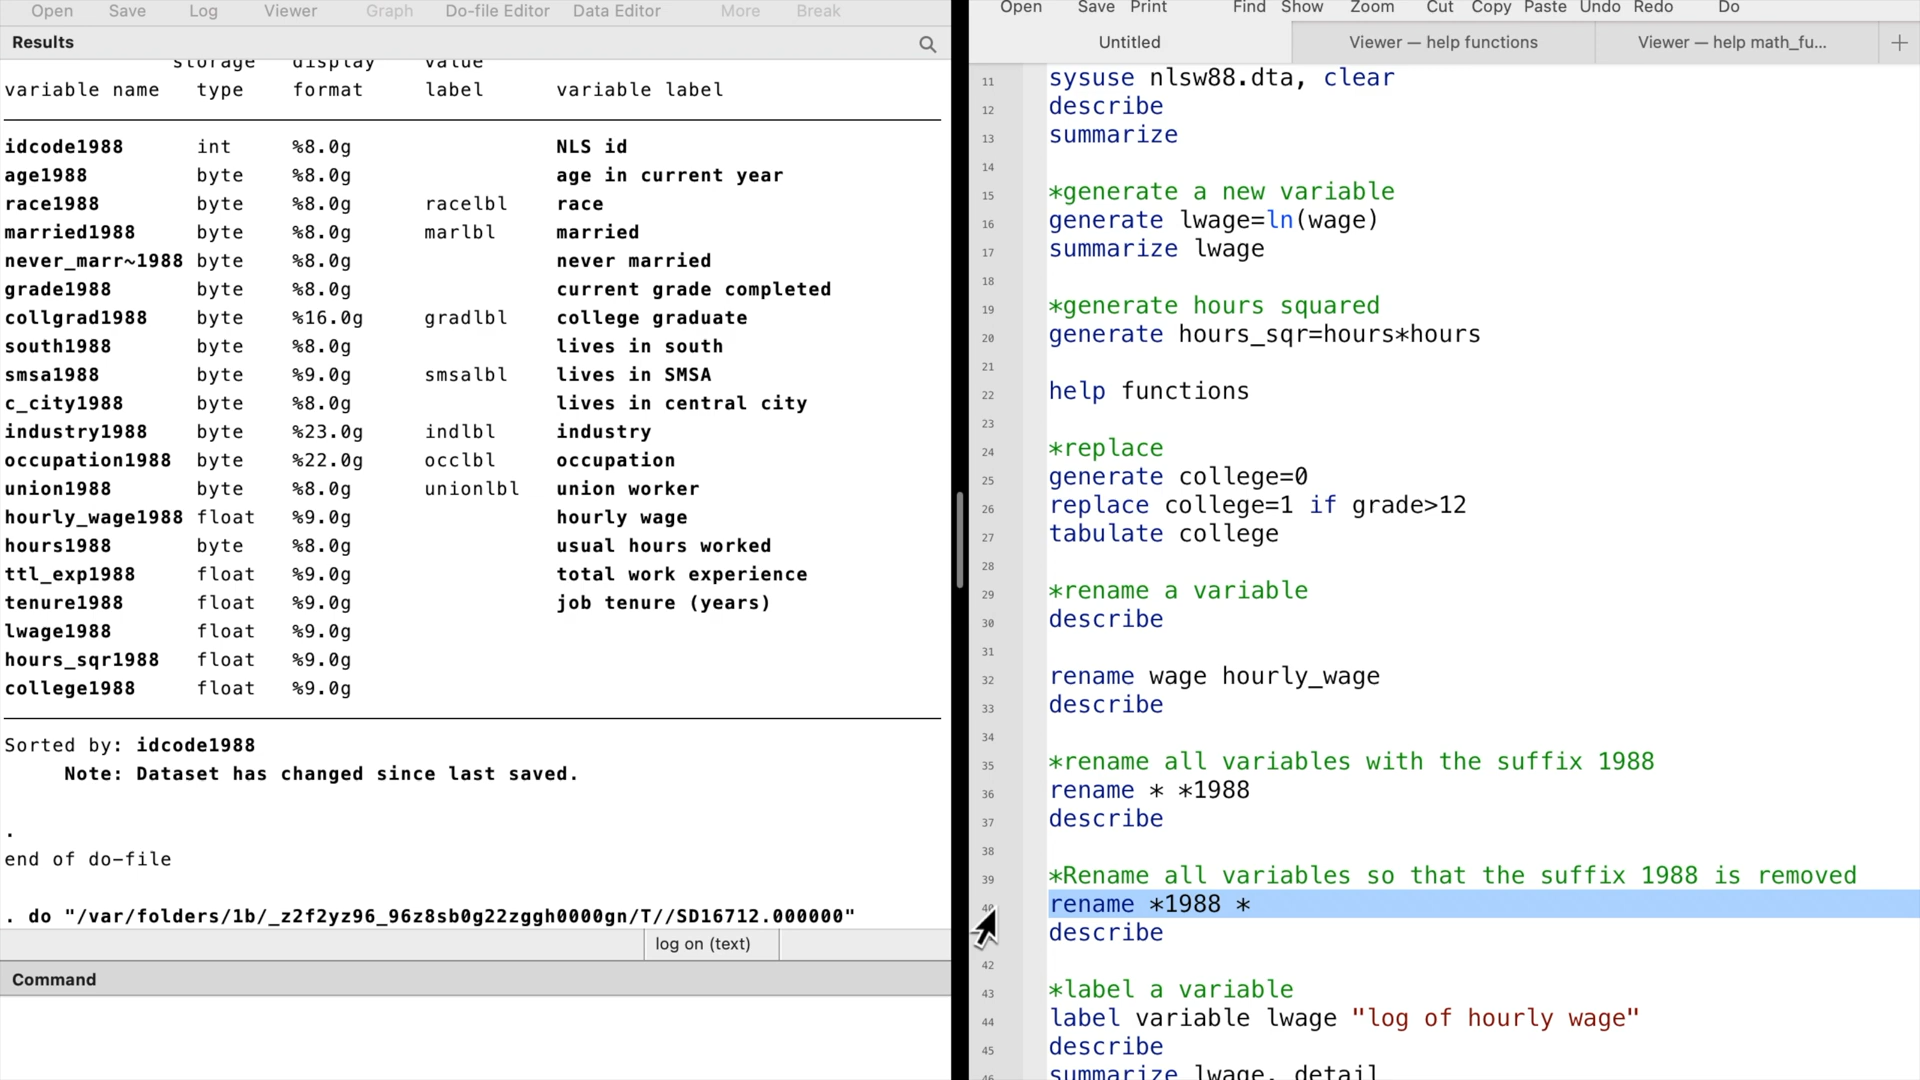 Open Save Log Viewer Graph Do-file Editor Data Editor More Break
Results
storage display value
variable name type format label variable label
idcode1988 int %8.0g NLS id
age1988 byte %8.0g age in current year
race1988 byte %8.0g racelbl race
married1988 byte %8.0g marlbl married
never_marr~1988 byte %8.0g never married
grade1988 byte %8.0g current grade completed
collgrad1988 byte %16.0g gradlbl college graduate
south1988 byte %8.0g lives in south
smsa1988 byte %9.0g smsalbl lives in SMSA
c_city1988 byte %8.0g lives in central city
industry1988 byte %23.0g indlbl industry
occupation1988 byte %22.0g occlbl occupation
union1988 byte %8.0g unionlbl union worker
hourly_wage1988 float %9.0g hourly wage
hours1988 byte %8.0g usual hours worked
ttl_exp1988 float %9.0g total work experience
tenure1988 float %9.0g job tenure (years)
lwage1988 float %9.0g
hours_sqr1988 float %9.0g
college1988 float %9.0g
Sorted by: idcode1988
Note: Dataset has changed since last saved.
.
end of do-file
. do "/var/folders/1b/_z2f2yz96_96z8sb0g22zggh0000gn/T//SD16712.000000"
log on (text)
Command
Open Save Print Find Show Zoom Cut Copy Paste Undo Redo Do
Untitled Viewer — help functions Viewer — help math_fu...
11 sysuse nlsw88.dta, clear
12 describe
13 summarize
14
15 *generate a new variable
16 generate lwage=ln(wage)
17 summarize lwage
18
19 *generate hours squared
20 generate hours_sqr=hours*hours
21
22 help functions
23
24 *replace
25 generate college=0
26 replace college=1 if grade>12
27 tabulate college
28
29 *rename a variable
30 describe
31
32 rename wage hourly_wage
33 describe
34
35 *rename all variables with the suffix 1988
36 rename * *1988
37 describe
38
39 *Rename all variables so that the suffix 1988 is removed
40 rename *1988 *
describe
42
43 *label a variable
44 label variable lwage "log of hourly wage"
45 describe
46 summarize lwage, detail